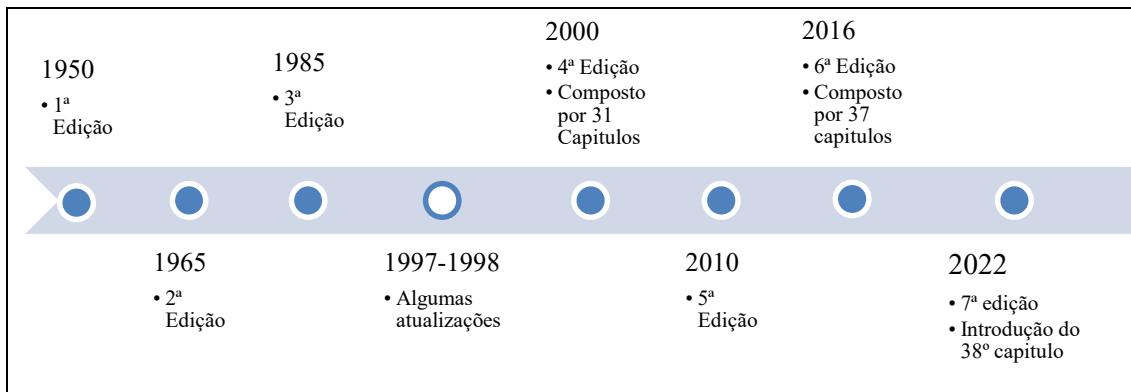 1950
• 1ª
Edição
1965
• 2ª
Edição
1985
• 3ª
Edição
1997-1998
• Algumas
atualizações
2000
• 4ª Edição
• Composto
por 31
Capitulos
2010
• 5ª
Edição
2016
• 6ª Edição
• Composto
por 37
capitulos
2022
• 7ª edição
• Introdução do
38º capitulo